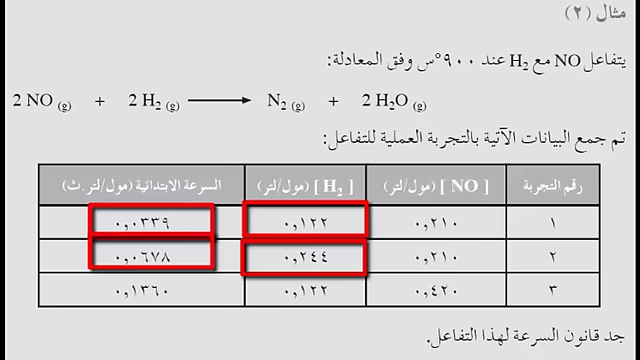 مثال (٢)
يتفاعل NO مع H₂ عند ٩٠٠°س وفق المعادلة:
2 NO (g) + 2 H₂ (g) ⟶ N₂ (g) + 2 H₂O (g)
تم جمع البيانات الآتية بالتجربة العملية للتفاعل:
رقم التجربة [ NO ] (مول/لتر) [ H₂ ] (مول/لتر) السرعة الابتدائية (مول/لتر.ث)
١ ٠,٢١٠ ٠,١٢٢ ٠,٠٣٣٩
٢ ٠,٢١٠ ٠,٢٤٤ ٠,٠٦٧٨
٣ ٠,٤٢٠ ٠,١٢٢ ٠,١٣٦٠
جد قانون السرعة لهذا التفاعل.